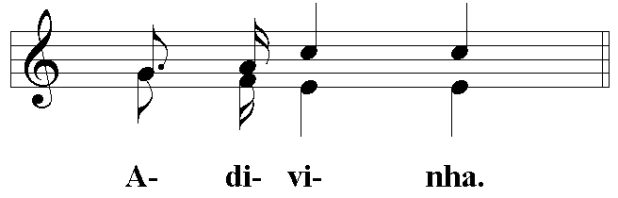 A- di- vi- nha.